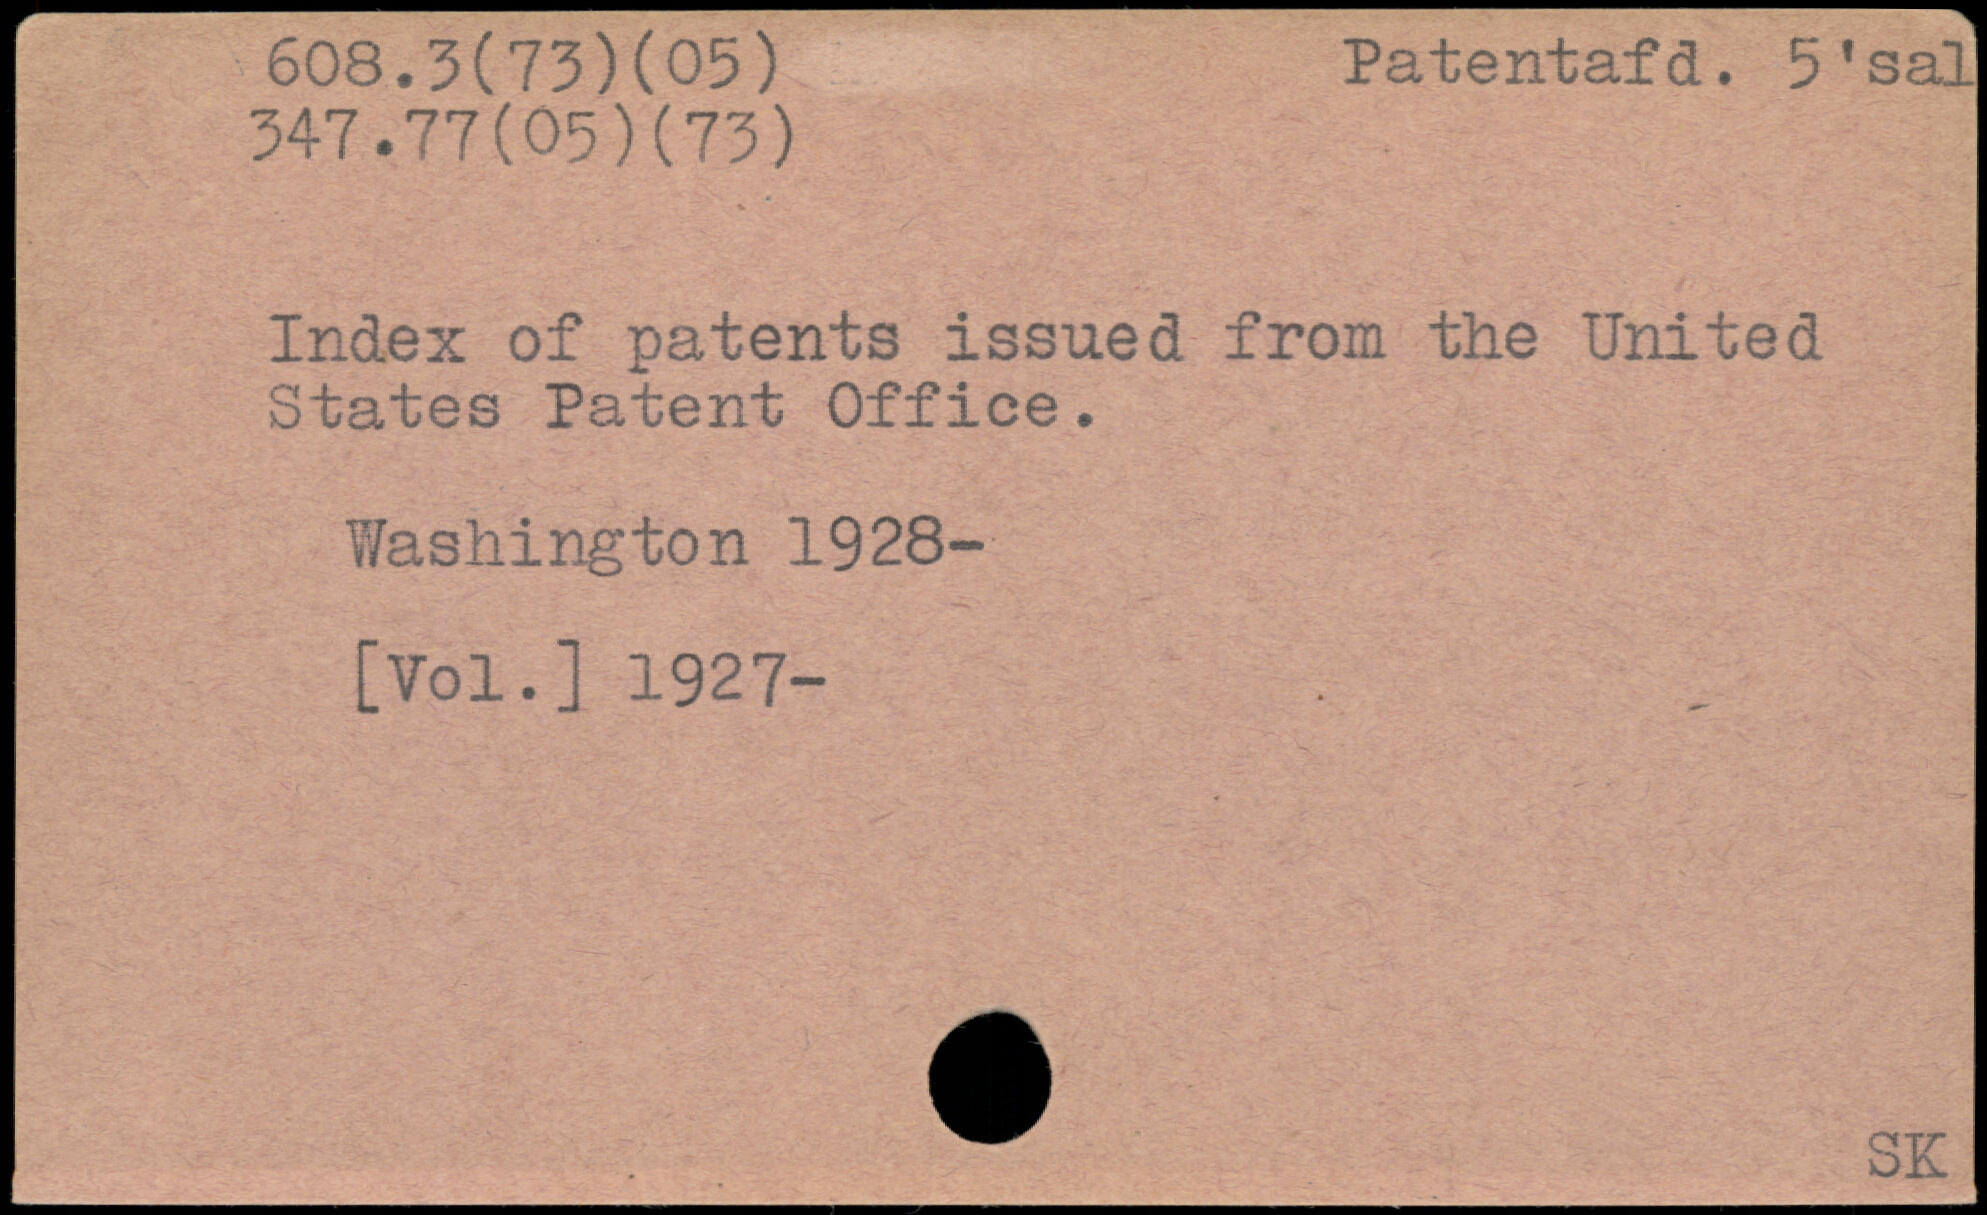 608.3(73)(05) Patentafd. 5'sal
347.77(05)(73)
Index of patents issued from the United
States Patent Office.
Washington 1928-
[Vol.] 1927-
SK